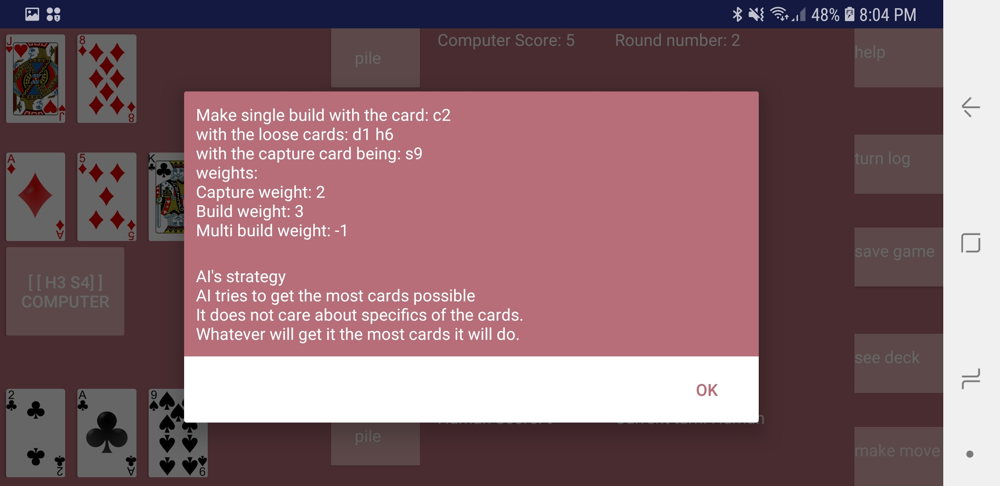 48% 8:04 PM
J
J
8
8
pile
Computer Score: 5
Round number: 2
help
Make single build with the card: c2
with the loose cards: d1 h6
with the capture card being: s9
weights:
Capture weight: 2
Build weight: 3
Multi build weight: -1
AI's strategy
AI tries to get the most cards possible
It does not care about specifics of the cards.
Whatever will get it the most cards it will do.
OK
A
A
5
5
K
turn log
[ [ H3 S4] ]
COMPUTER
save game
see deck
2
2
A
A
9
9
pile
make move